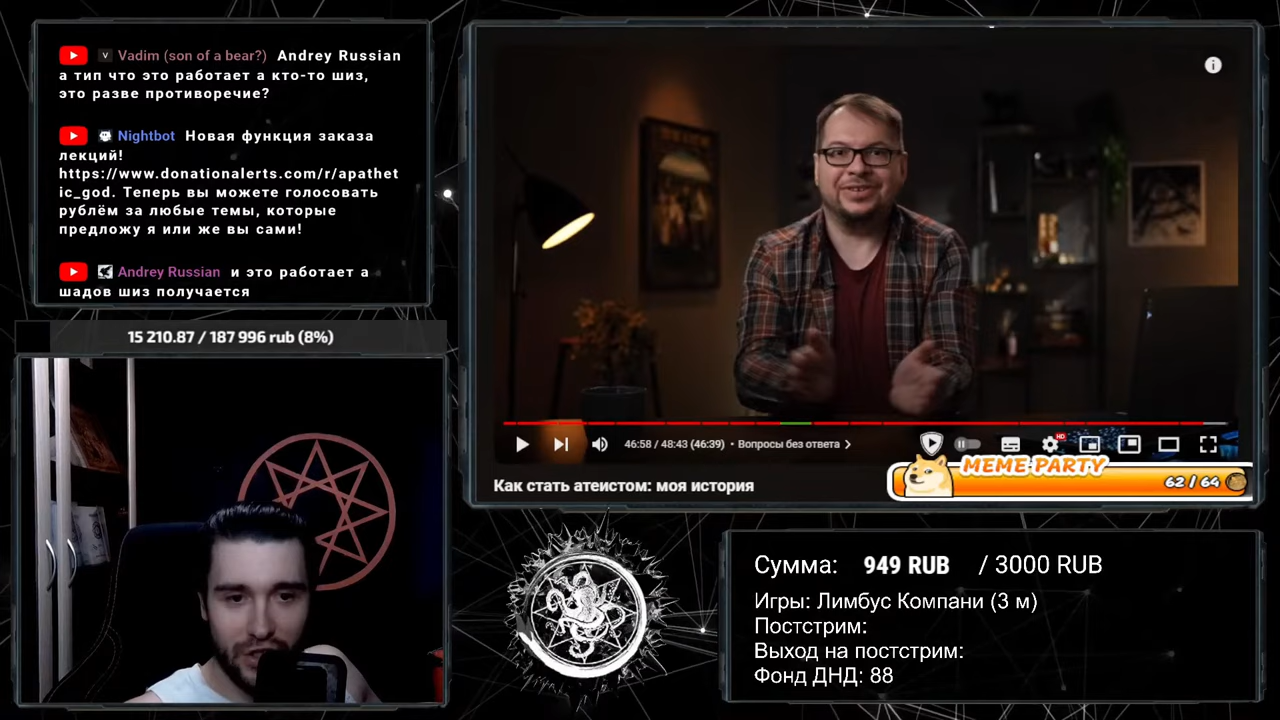 V Vadim (son of a bear?) Andrey Russian
а тип что это работает а кто-то шиз,
это разве противоречие?
Nightbot Новая функция заказа
лекций!
https://www.donationalerts.com/r/apathet
ic_god. Теперь вы можете голосовать
рублём за любые темы, которые
предложу я или же вы сами!
Andrey Russian и это работает а
шадов шиз получается
15 210.87 / 187 996 rub (8%)
46:58 / 48:43 (46:39) • Вопросы без ответа
HD
MEME PARTY
62 / 64
Как стать атеистом: моя история
Сумма: 949 RUB / 3000 RUB
Игры: Лимбус Компани (3 м)
Постстрим:
Выход на постстрим:
Фонд ДНД: 88